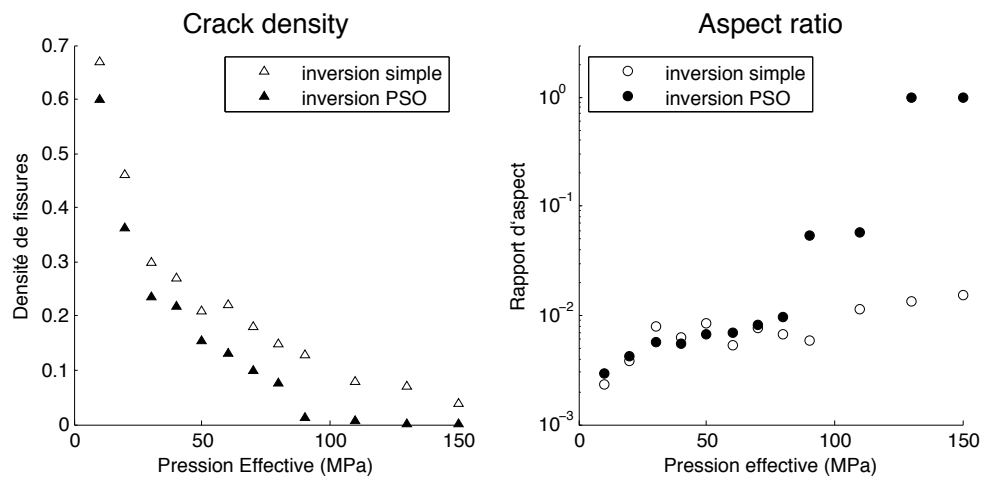 Crack density
0.7
0.6
0.5
0.4
0.3
0.2
0.1
0
Densité de fissures
inversion simple
inversion PSO
0 50 100 150
Pression Effective (MPa)
Aspect ratio
10^0
10^-1
10^-2
10^-3
Rapport d'aspect
inversion simple
inversion PSO
0 50 100 150
Pression effective (MPa)